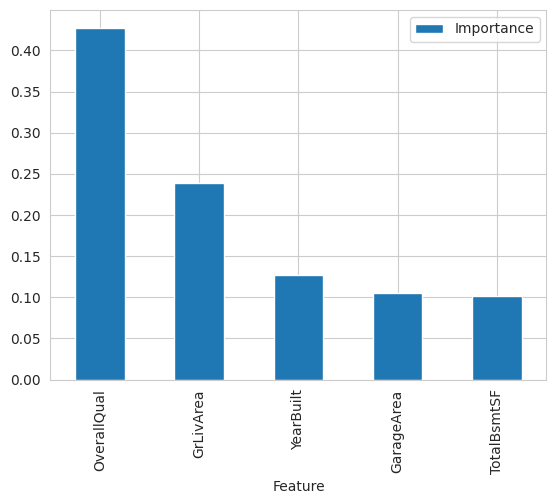 Importance
0.40
0.35
0.30
0.25
0.20
0.15
0.10
0.05
0.00
OverallQual
GrLivArea
YearBuilt
GarageArea
TotalBsmtSF
Feature